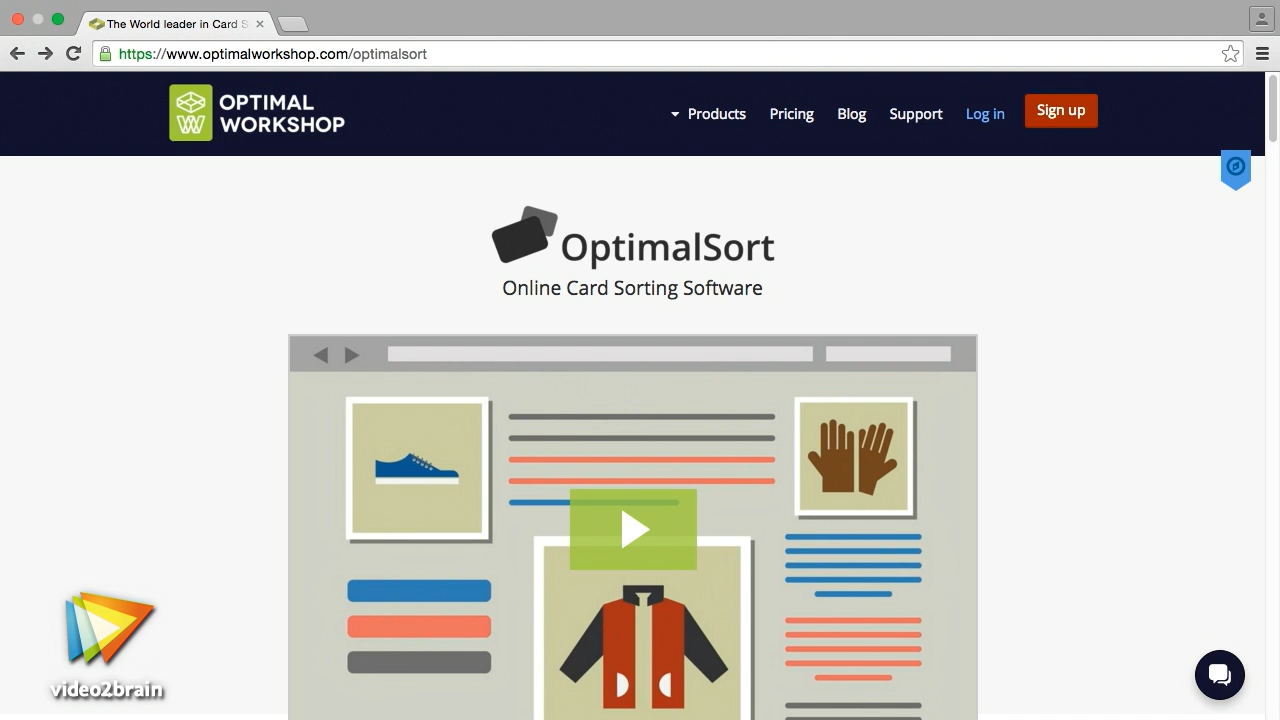 The World leader in Card S
https://www.optimalworkshop.com/optimalsort
OPTIMAL
WORKSHOP
Products
Pricing
Blog
Support
Log in
Sign up
OptimalSort
Online Card Sorting Software
video2brain